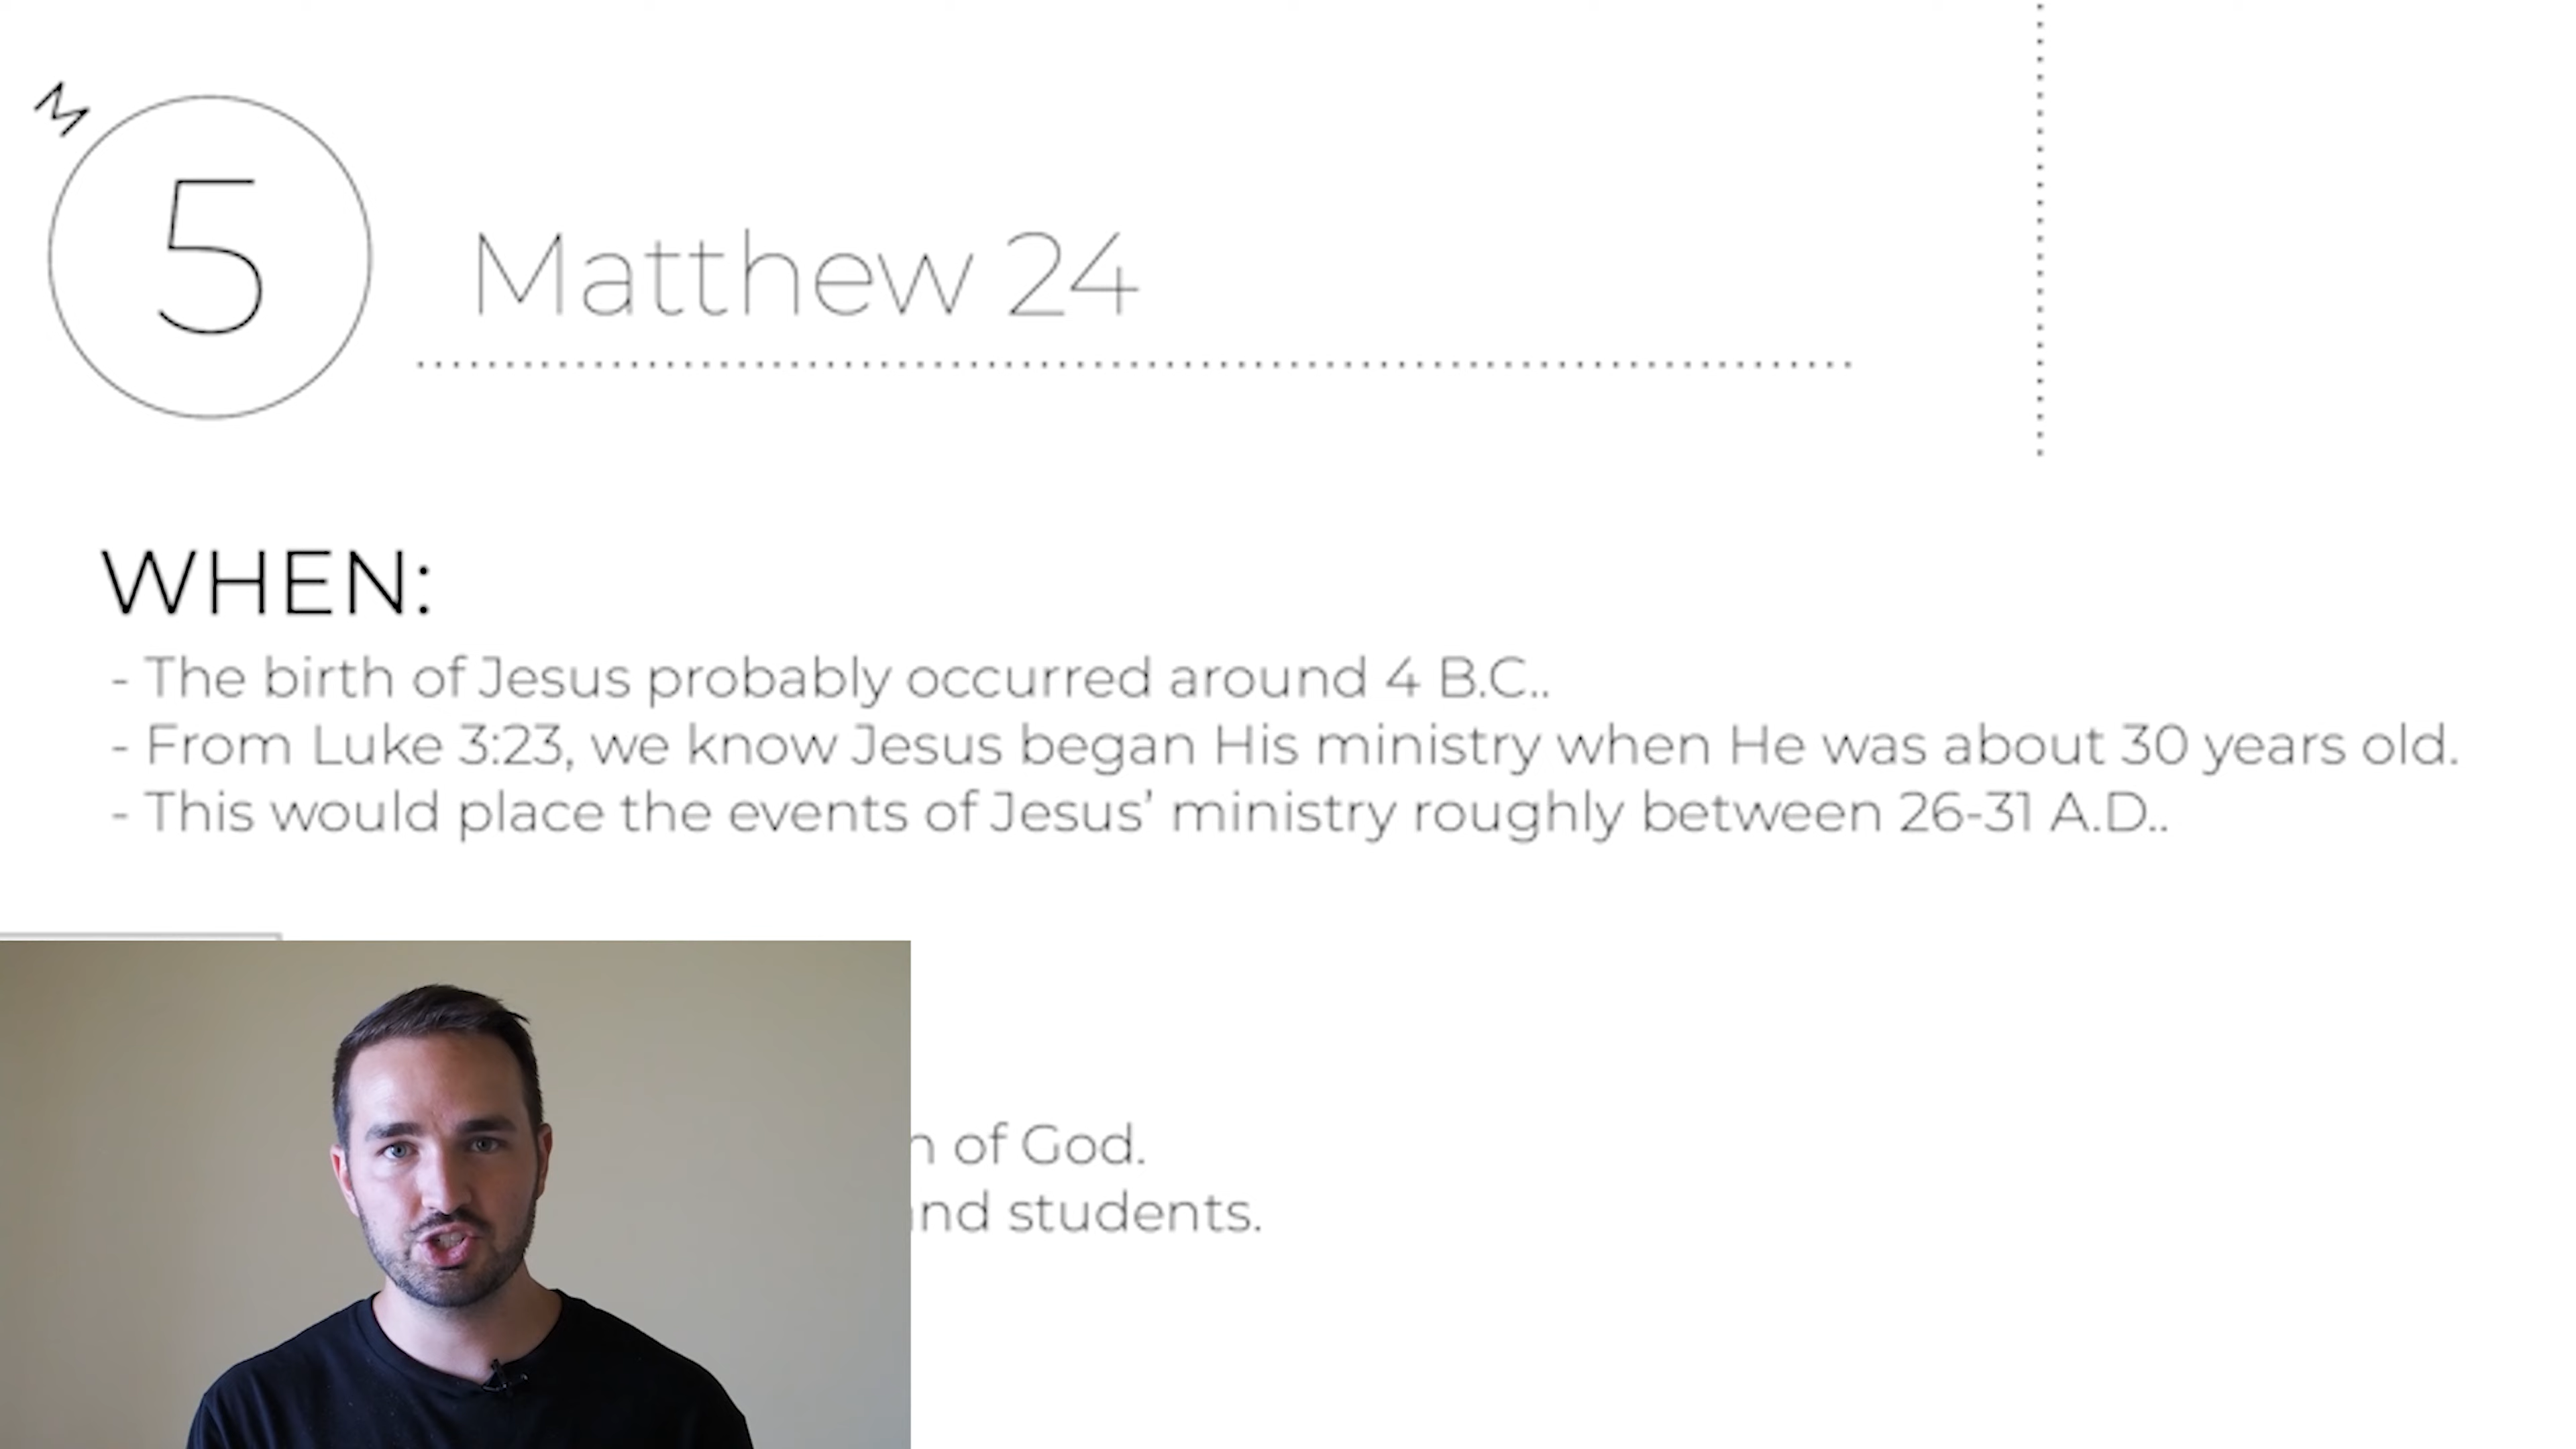 M
5
Matthew 24
WHEN:
- The birth of Jesus probably occurred around 4 B.C..
- From Luke 3:23, we know Jesus began His ministry when He was about 30 years old.
- This would place the events of Jesus’ ministry roughly between 26-31 A.D..
of God.
students.